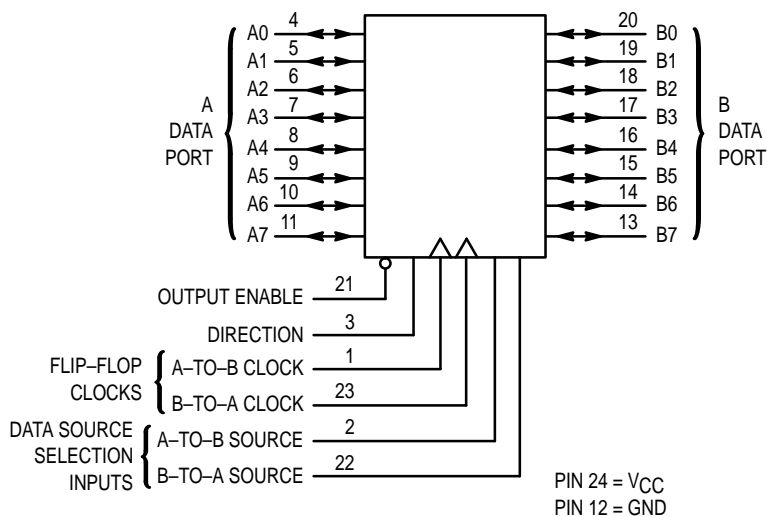 A0 4 20 B0
A1 5 19 B1
A2 6 18 B2
A3 7 17 B3
A4 8 16 B4
A5 9 15 B5
A6 10 14 B6
A7 11 13 B7
A
DATA
PORT
B
DATA
PORT
OUTPUT ENABLE 21
DIRECTION 3
FLIP–FLOP
CLOCKS
A–TO–B CLOCK 1
B–TO–A CLOCK 23
DATA SOURCE
SELECTION
INPUTS
A–TO–B SOURCE 2
B–TO–A SOURCE 22
PIN 24 = VCC
PIN 12 = GND